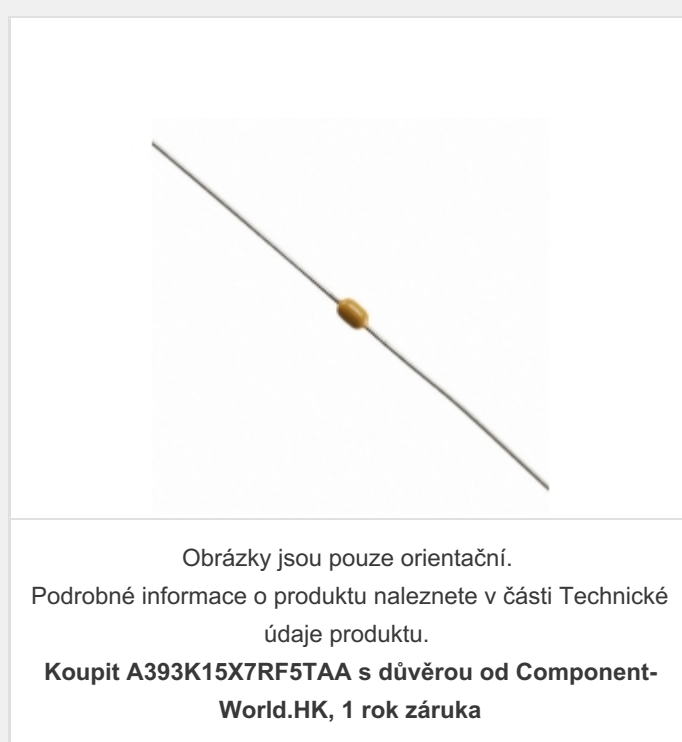 Obrázky jsou pouze orientační.
Podrobné informace o produktu naleznete v části Technické
údaje produktu.
Koupit A393K15X7RF5TAA s důvěrou od Component-
World.HK, 1 rok záruka